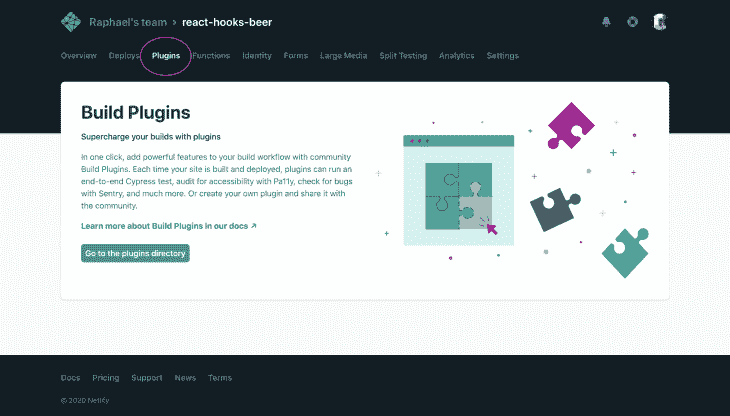 Raphael's team > react-hooks-beer
Overview Deploys Plugins Functions Identity Forms Large Media Split Testing Analytics Settings
Build Plugins
Supercharge your builds with plugins
In one click, add powerful features to your build workflow with community
Build Plugins. Each time your site is built and deployed, plugins can run an
end-to-end Cypress test, audit for accessibility with Pa11y, check for bugs
with Sentry, and much more. Or create your own plugin and share it with
the community.
Learn more about Build Plugins in our docs ↗
Go to the plugins directory
Docs Pricing Support News Terms
© 2020 Netlify